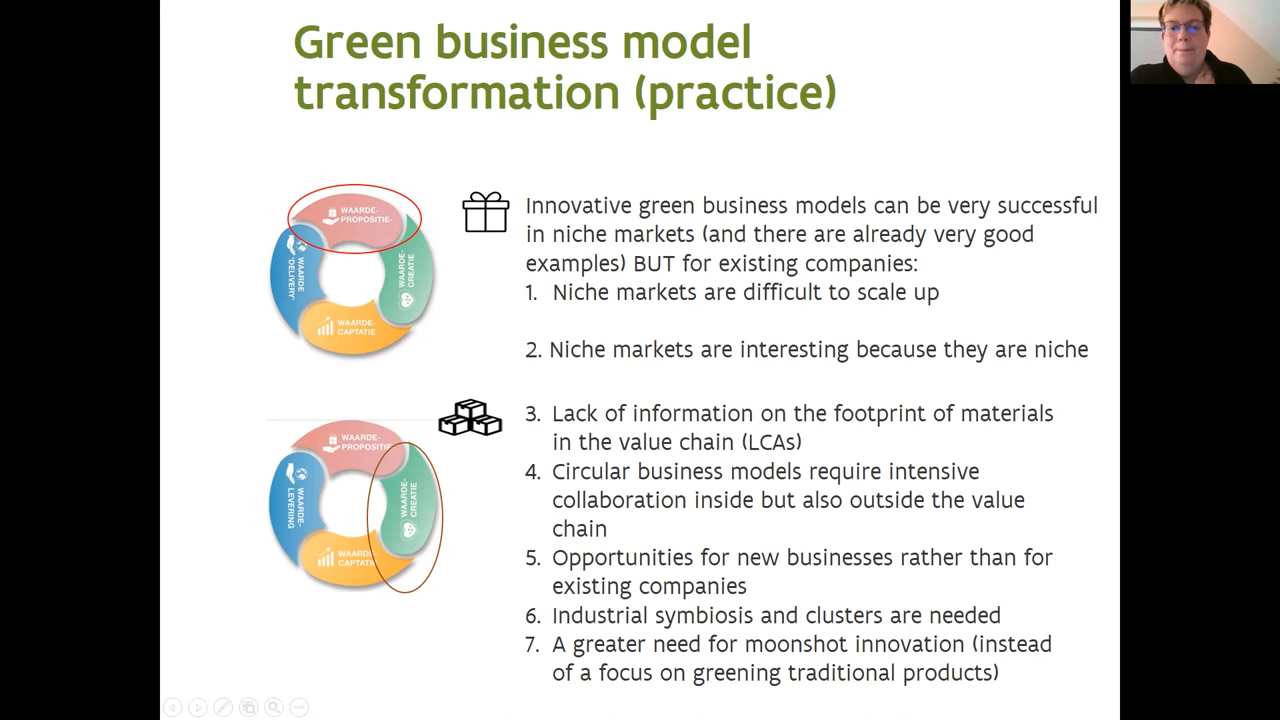 Green business model
transformation (practice)
WAARDE-
PROPOSITIE-
WAARDE
'DELIVERY'
WAARDE-
CREATIE
WAARDE-
CAPTATIE
Innovative green business models can be very successful
in niche markets (and there are already very good
examples) BUT for existing companies:
1. Niche markets are difficult to scale up
2. Niche markets are interesting because they are niche
WAARDE-
PROPOSITIE-
WAARDE-
LEVERING
WAARDE-
CREATIE
WAARDE-
CAPTATIE
3. Lack of information on the footprint of materials
in the value chain (LCAs)
4. Circular business models require intensive
collaboration inside but also outside the value
chain
5. Opportunities for new businesses rather than for
existing companies
6. Industrial symbiosis and clusters are needed
7. A greater need for moonshot innovation (instead
of a focus on greening traditional products)